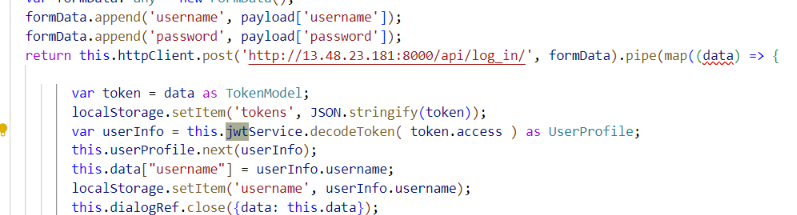 var formData: any = new FormData();
formData.append('username', payload['username']);
formData.append('password', payload['password']);
return this.httpClient.post('http://13.48.23.181:8000/api/log_in/', formData).pipe(map((data) => {
var token = data as TokenModel;
localStorage.setItem('tokens', JSON.stringify(token));
var userInfo = this.jwtService.decodeToken( token.access ) as UserProfile;
this.userProfile.next(userInfo);
this.data["username"] = userInfo.username;
localStorage.setItem('username', userInfo.username);
this.dialogRef.close({data: this.data});